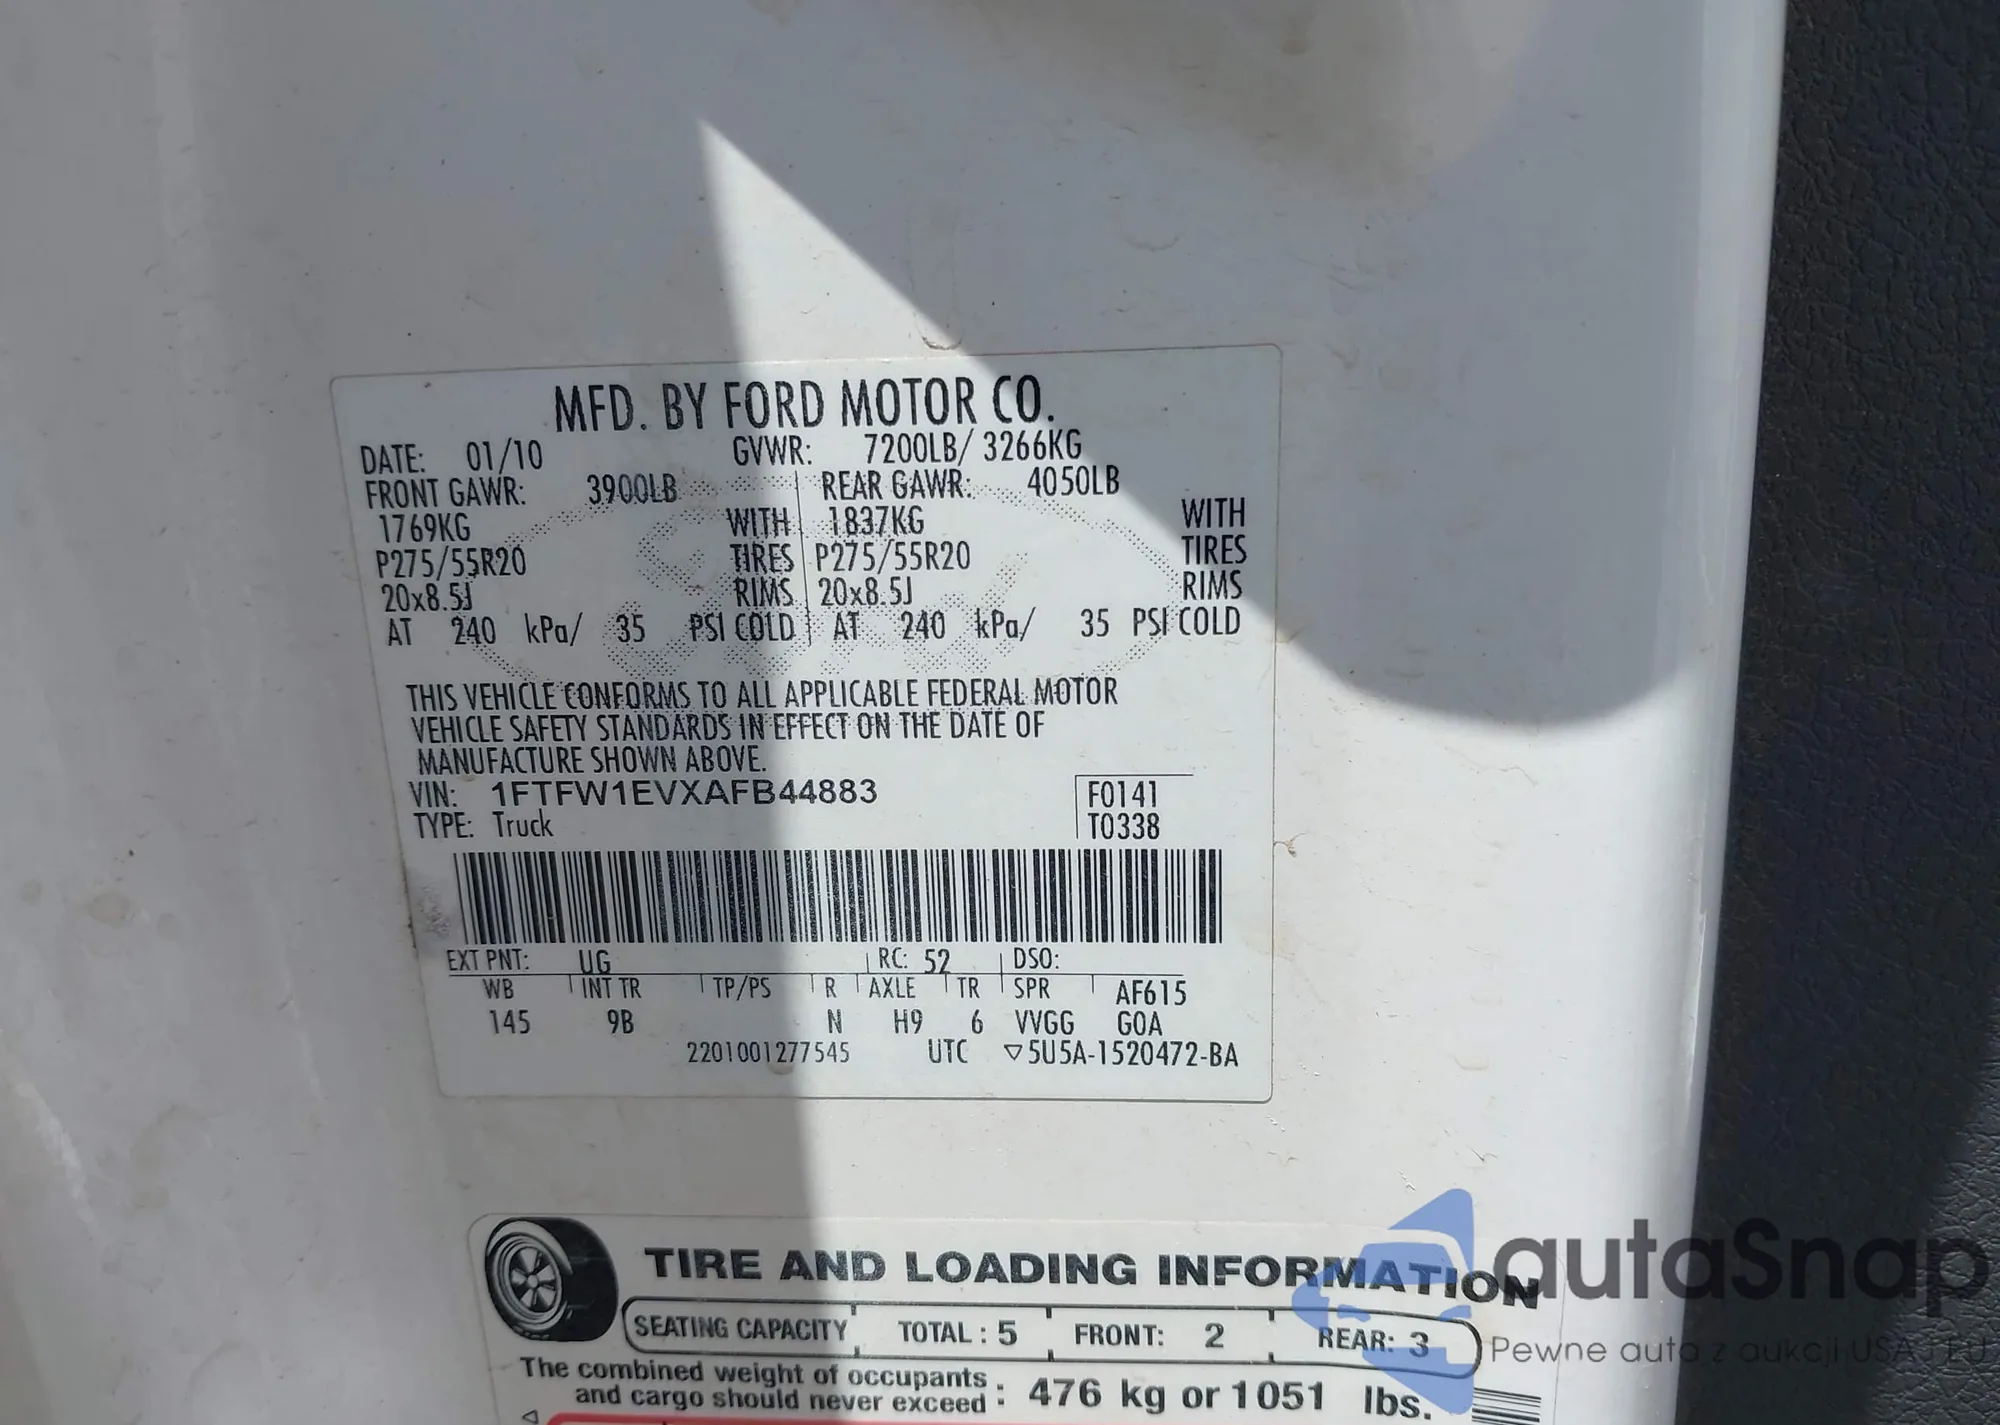 MFD. BY FORD MOTOR CO.
DATE: 01/10 GVWR: 7200LB/ 3266KG
FRONT GAWR: 3900LB REAR GAWR: 4050LB
1769KG WITH 1837KG WITH
P275/55R20 TIRES P275/55R20 TIRES
20x8.5J RIMS 20x8.5J RIMS
AT 240 kPa/ 35 PSI COLD AT 240 kPa/ 35 PSI COLD
THIS VEHICLE CONFORMS TO ALL APPLICABLE FEDERAL MOTOR
VEHICLE SAFETY STANDARDS IN EFFECT ON THE DATE OF
MANUFACTURE SHOWN ABOVE.
VIN: 1FTFW1EVXAFB44883 F0141
TYPE: Truck T0338
EXT PNT: UG RC: 52 DSO:
WB INT TR TP/PS R AXLE TR SPR AF615
145 9B N H9 6 VVGG GOA
2201001277545 UTC ▽5U5A-1520472-BA
TIRE AND LOADING INFORMATION
SEATING CAPACITY TOTAL : 5 FRONT: 2 REAR: 3
The combined weight of occupants
and cargo should never exceed : 476 kg or 1051 lbs.
autaSnap
Pewne auta z aukcji USA i EU